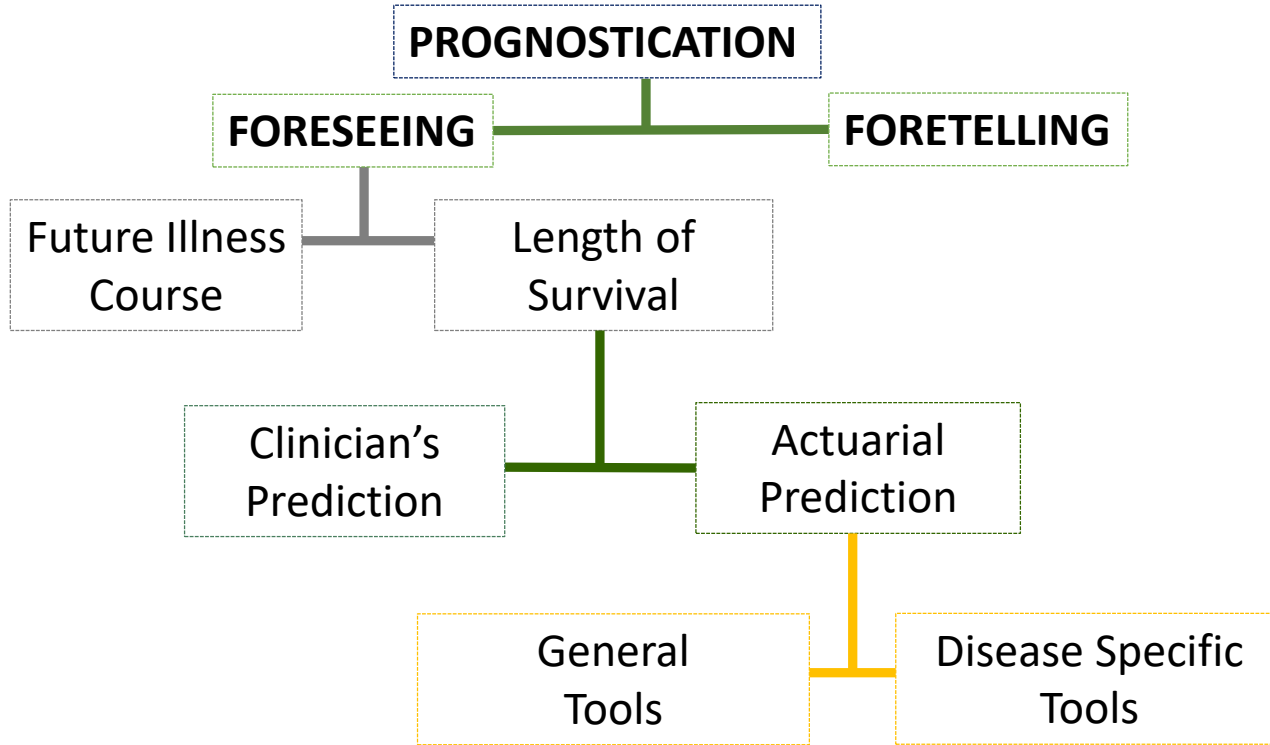 PROGNOSTICATION
FORESEEING
FORETELLING
Future Illness
Course
Length of
Survival
Clinician’s
Prediction
Actuarial
Prediction
General
Tools
Disease Specific
Tools